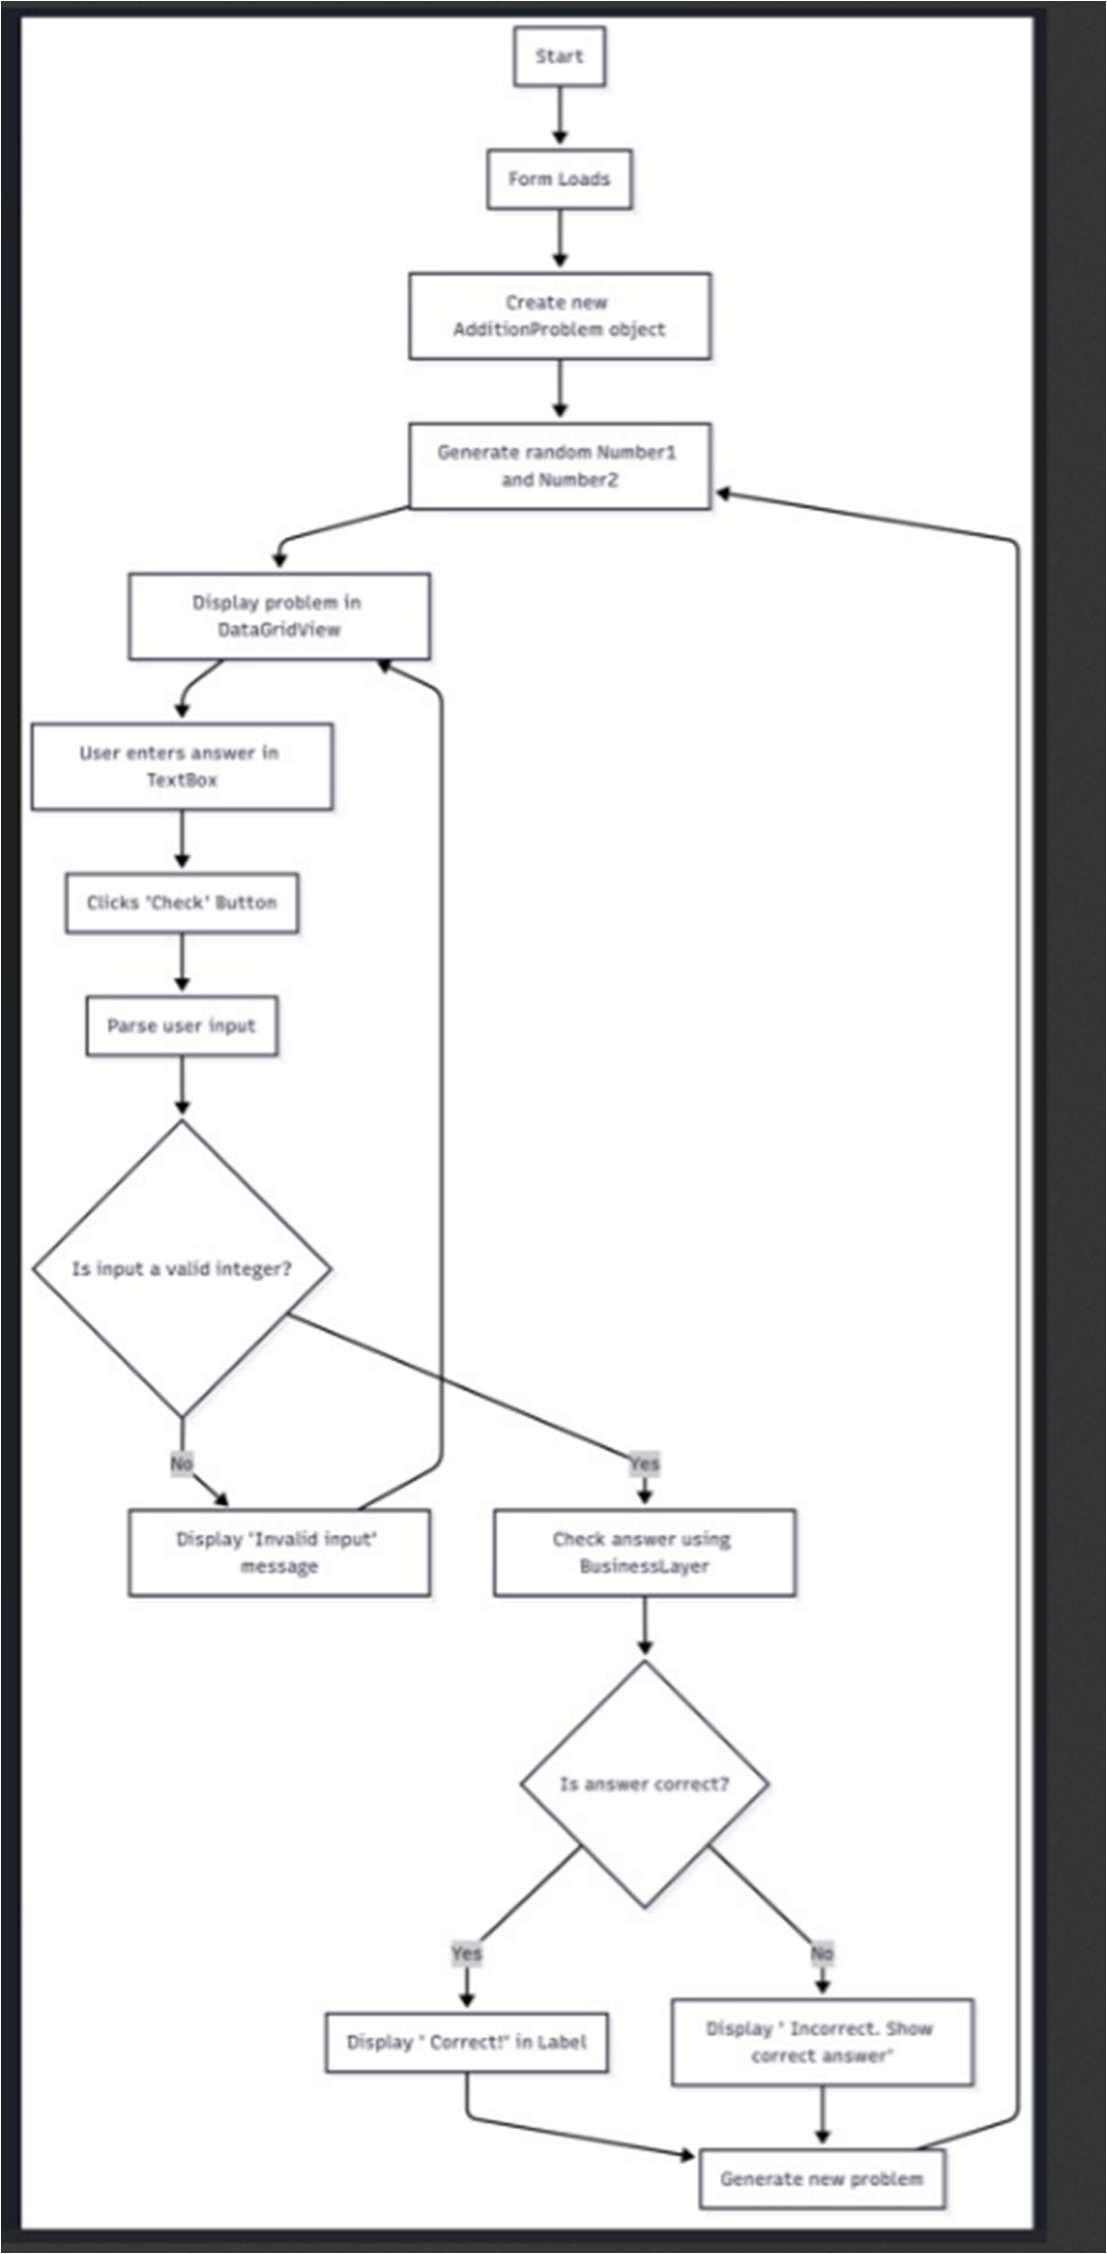 Start
Form Loads
Create new
AdditionProblem object
Generate random Number1
and Number2
Display problem in
DataGridView
User enters answer in
TextBox
Clicks 'Check' Button
Parse user input
Is input a valid integer?
No
Yes
Display "Invalid input"
message
Check answer using
BusinessLayer
Is answer correct?
Yes
No
Display " Correct!" in Label
Display " Incorrect. Show
correct answer"
Generate new problem